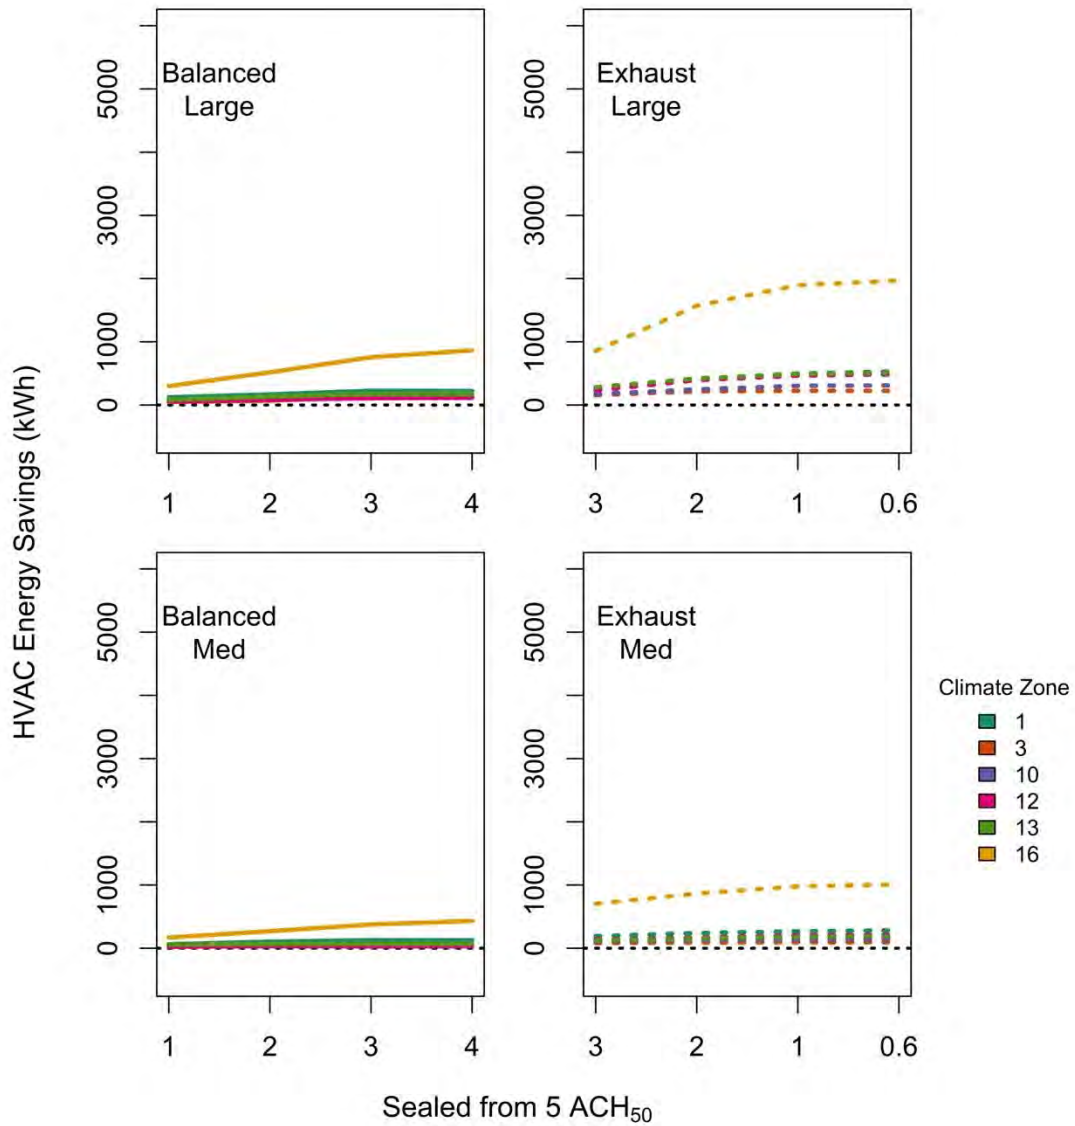 Balanced
Large
5000
3000
1000
0
1 2 3 4
Exhaust
Large
5000
3000
1000
0
3 2 1 0.6
HVAC Energy Savings (kWh)
Balanced
Med
5000
3000
1000
0
1 2 3 4
Exhaust
Med
5000
3000
1000
0
3 2 1 0.6
Climate Zone
1
3
10
12
13
16
Sealed from 5 ACH₅₀